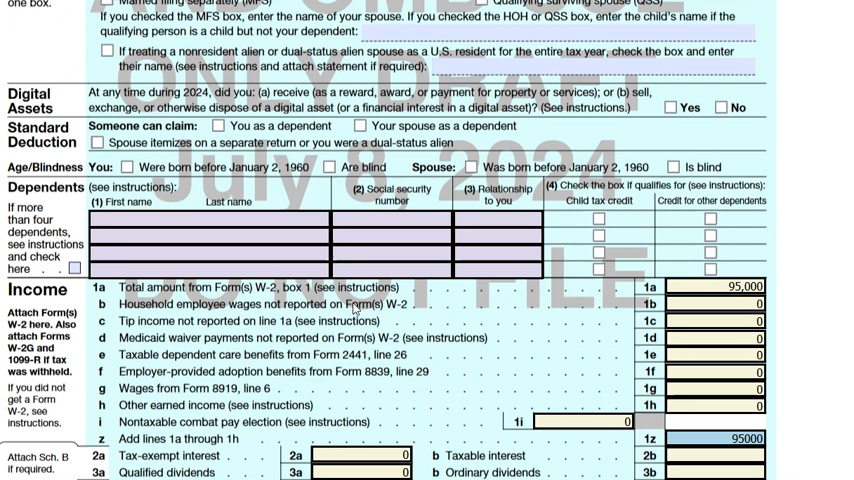 one box.
Married filing separately (MFS)
Qualifying surviving spouse (QSS)
If you checked the MFS box, enter the name of your spouse. If you checked the HOH or QSS box, enter the child's name if the
qualifying person is a child but not your dependent:
If treating a nonresident alien or dual-status alien spouse as a U.S. resident for the entire tax year, check the box and enter
their name (see instructions and attach statement if required):
ONLY DRAFT
Digital Assets
At any time during 2024, did you: (a) receive (as a reward, award, or payment for property or services); or (b) sell,
exchange, or otherwise dispose of a digital asset (or a financial interest in a digital asset)? (See instructions.) Yes No
Standard Deduction
Someone can claim: You as a dependent Your spouse as a dependent
Spouse itemizes on a separate return or you were a dual-status alien
July 8, 2024
Age/Blindness You: Were born before January 2, 1960 Are blind Spouse: Was born before January 2, 1960 Is blind
Dependents (see instructions):
(1) First name Last name
(2) Social security number
(3) Relationship to you
(4) Check the box if qualifies for (see instructions):
Child tax credit Credit for other dependents
If more
than four
dependents,
see instructions
and check
here . .
DO NOT FILE
Income
1a Total amount from Form(s) W-2, box 1 (see instructions) 1a 95,000
b Household employee wages not reported on Form(s) W-2 1b 0
c Tip income not reported on line 1a (see instructions) 1c 0
d Medicaid waiver payments not reported on Form(s) W-2 (see instructions) 1d 0
e Taxable dependent care benefits from Form 2441, line 26 1e 0
f Employer-provided adoption benefits from Form 8839, line 29 1f 0
g Wages from Form 8919, line 6 1g 0
h Other earned income (see instructions) 1h 0
i Nontaxable combat pay election (see instructions) 1i 0
z Add lines 1a through 1h 1z 95000
Attach Form(s)
W-2 here. Also
attach Forms
W-2G and
1099-R if tax
was withheld.
If you did not
get a Form
W-2, see
instructions.
Attach Sch. B
if required.
2a Tax-exempt interest 2a 0 b Taxable interest 2b
3a Qualified dividends 3a 0 b Ordinary dividends 3b